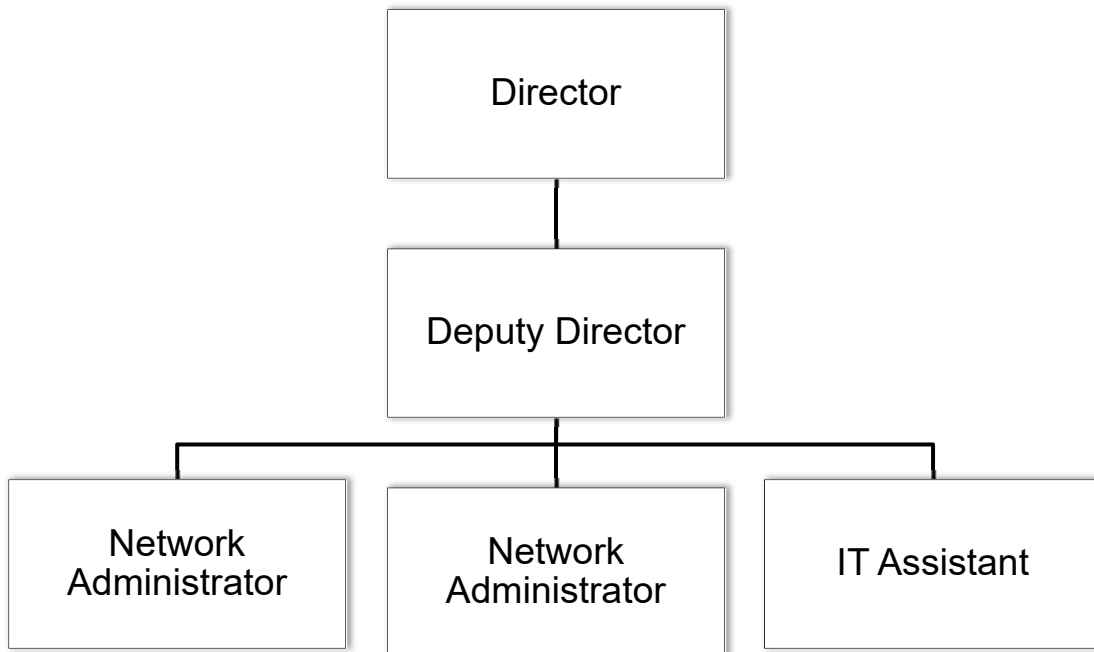 Director
Deputy Director
Network
Administrator
Network
Administrator
IT Assistant